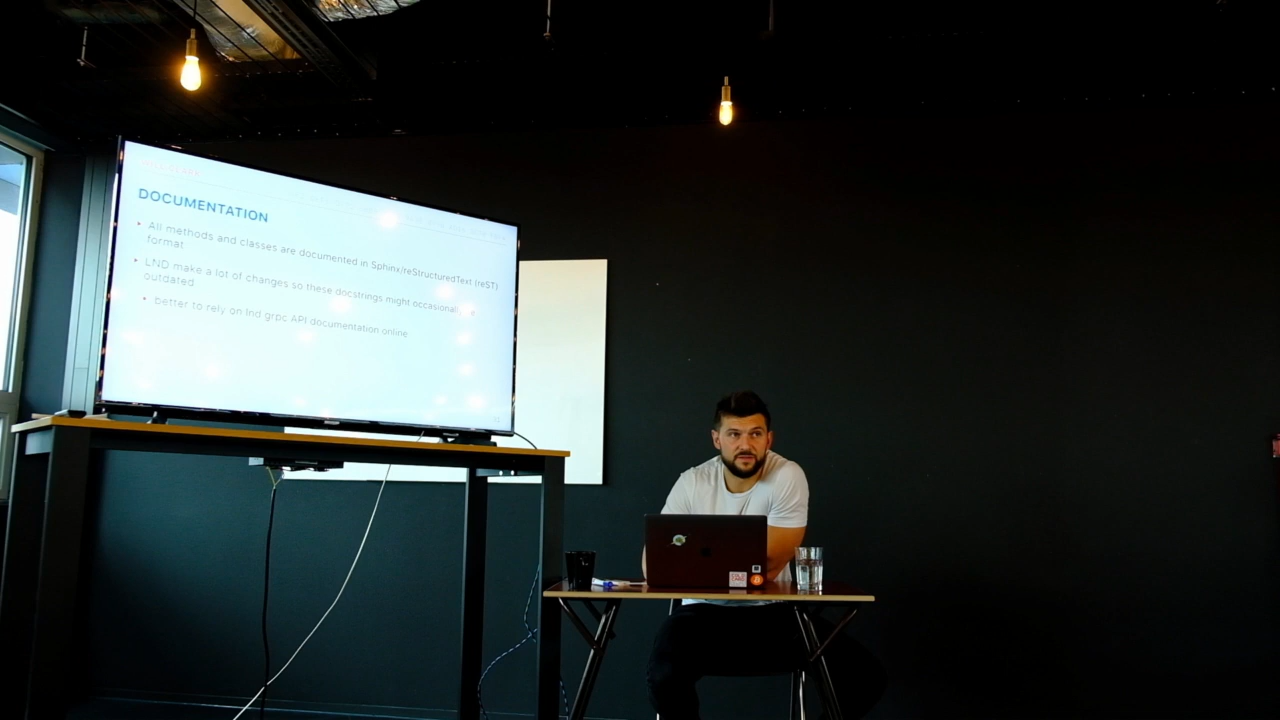 DOCUMENTATION
All methods and classes are documented in Sphinx/reStructuredText (reST)
format
LND make a lot of changes so these docstrings might occasionally
outdated
better to rely on lnd grpc API documentation online